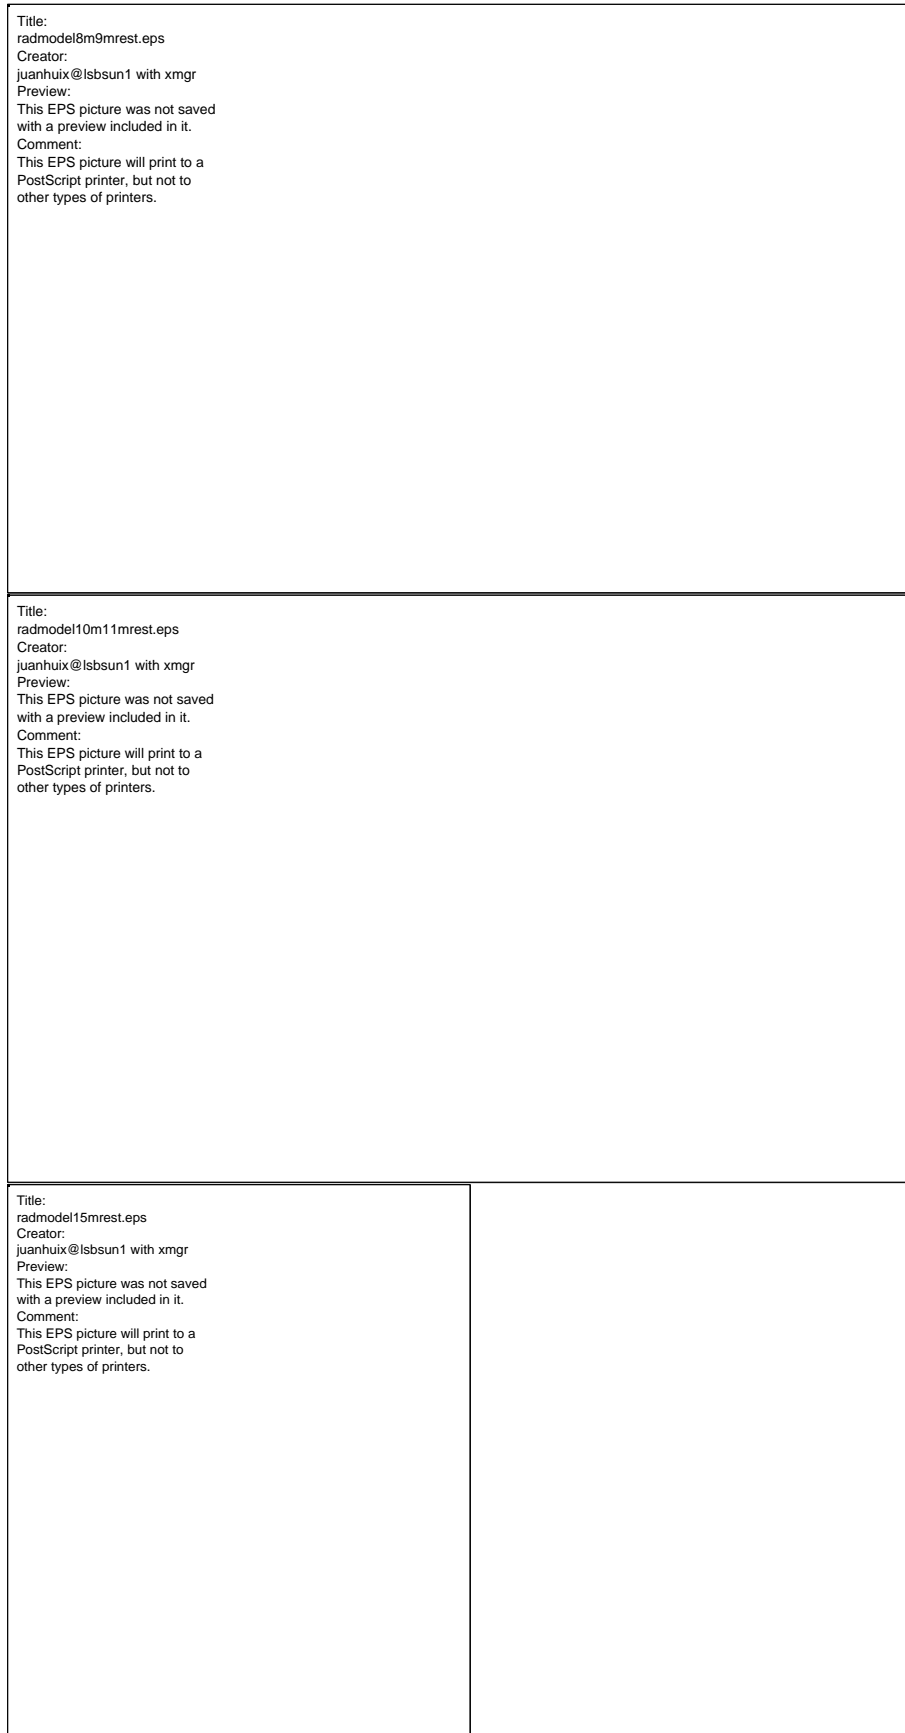 Title:
radmodel8m9mrest.eps
Creator:
juanhuix@lsbsun1 with xmgr
Preview:
This EPS picture was not saved
with a preview included in it.
Comment:
This EPS picture will print to a
PostScript printer, but not to
other types of printers.
Title:
radmodel10m11mrest.eps
Creator:
juanhuix@lsbsun1 with xmgr
Preview:
This EPS picture was not saved
with a preview included in it.
Comment:
This EPS picture will print to a
PostScript printer, but not to
other types of printers.
Title:
radmodel15mrest.eps
Creator:
juanhuix@lsbsun1 with xmgr
Preview:
This EPS picture was not saved
with a preview included in it.
Comment:
This EPS picture will print to a
PostScript printer, but not to
other types of printers.